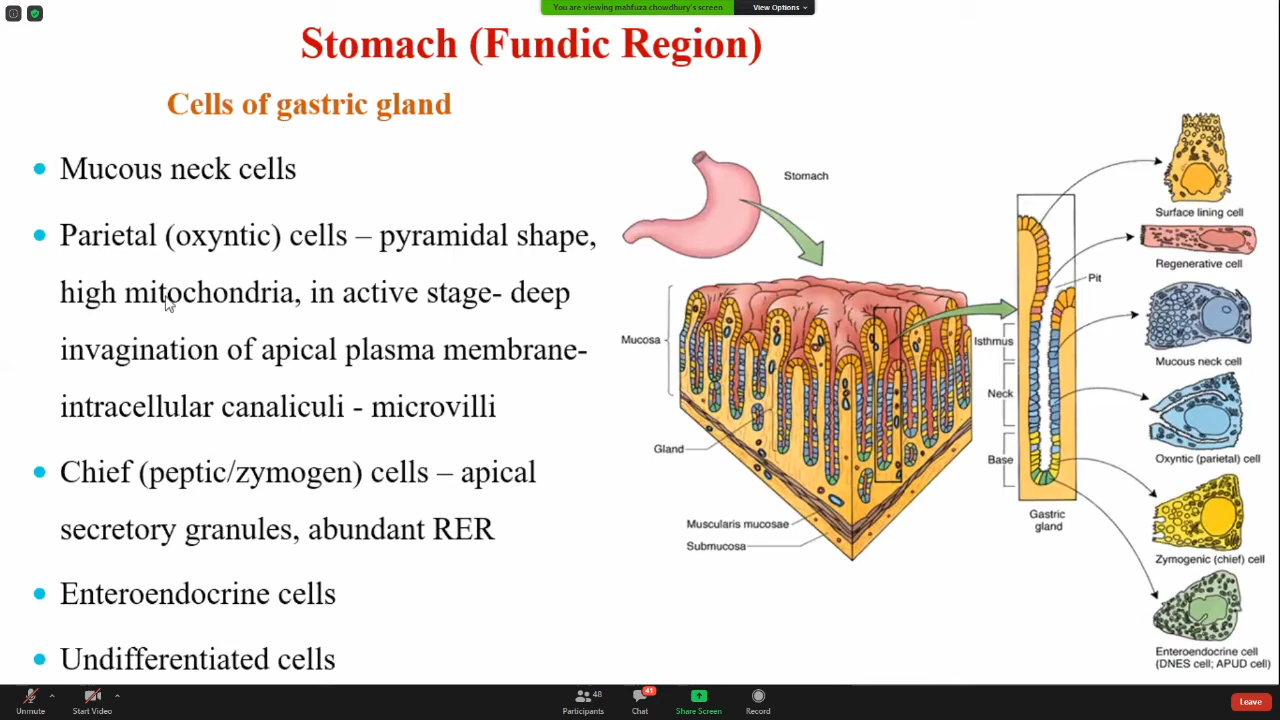 You are viewing mahfuza chowdhury's screen
View Options
Stomach (Fundic Region)
Cells of gastric gland
Mucous neck cells
Parietal (oxyntic) cells – pyramidal shape,
high mitochondria, in active stage- deep
invagination of apical plasma membrane-
intracellular canaliculi - microvilli
Chief (peptic/zymogen) cells – apical
secretory granules, abundant RER
Enteroendocrine cells
Undifferentiated cells
Stomach
Mucosa
Gland
Muscularis mucosae
Submucosa
Pit
Isthmus
Neck
Base
Gastric
gland
Surface lining cell
Regenerative cell
Mucous neck cell
Oxyntic (parietal) cell
Zymogenic (chief) cell
Enteroendocrine cell
(DNES cell; APUD cell)
Unmute
Start Video
48
Participants
41
Chat
Share Screen
Record
Leave